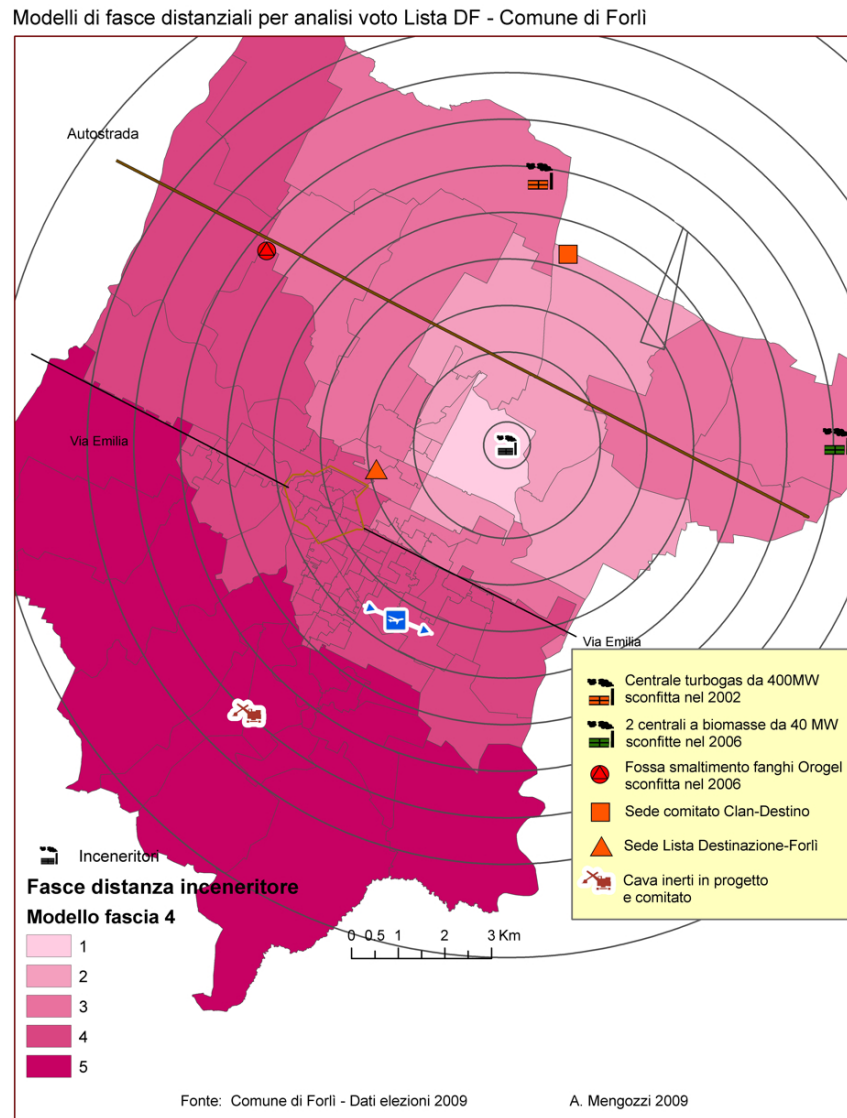 Modelli di fasce distanziali per analisi voto Lista DF - Comune di Forlì
Autostrada
Via Emilia
Via Emilia
Centrale turbogas da 400MW
sconfitta nel 2002
2 centrali a biomasse da 40 MW
sconfitte nel 2006
Fossa smaltimento fanghi Orogel
sconfitta nel 2006
Sede comitato Clan-Destino
Sede Lista Destinazione-Forlì
Cava inerti in progetto
e comitato
Inceneritori
Fasce distanza inceneritore
Modello fascia 4
1
2
3
4
5
0 0.5 1 2 3 Km
Fonte: Comune di Forlì - Dati elezioni 2009 A. Mengozzi 2009